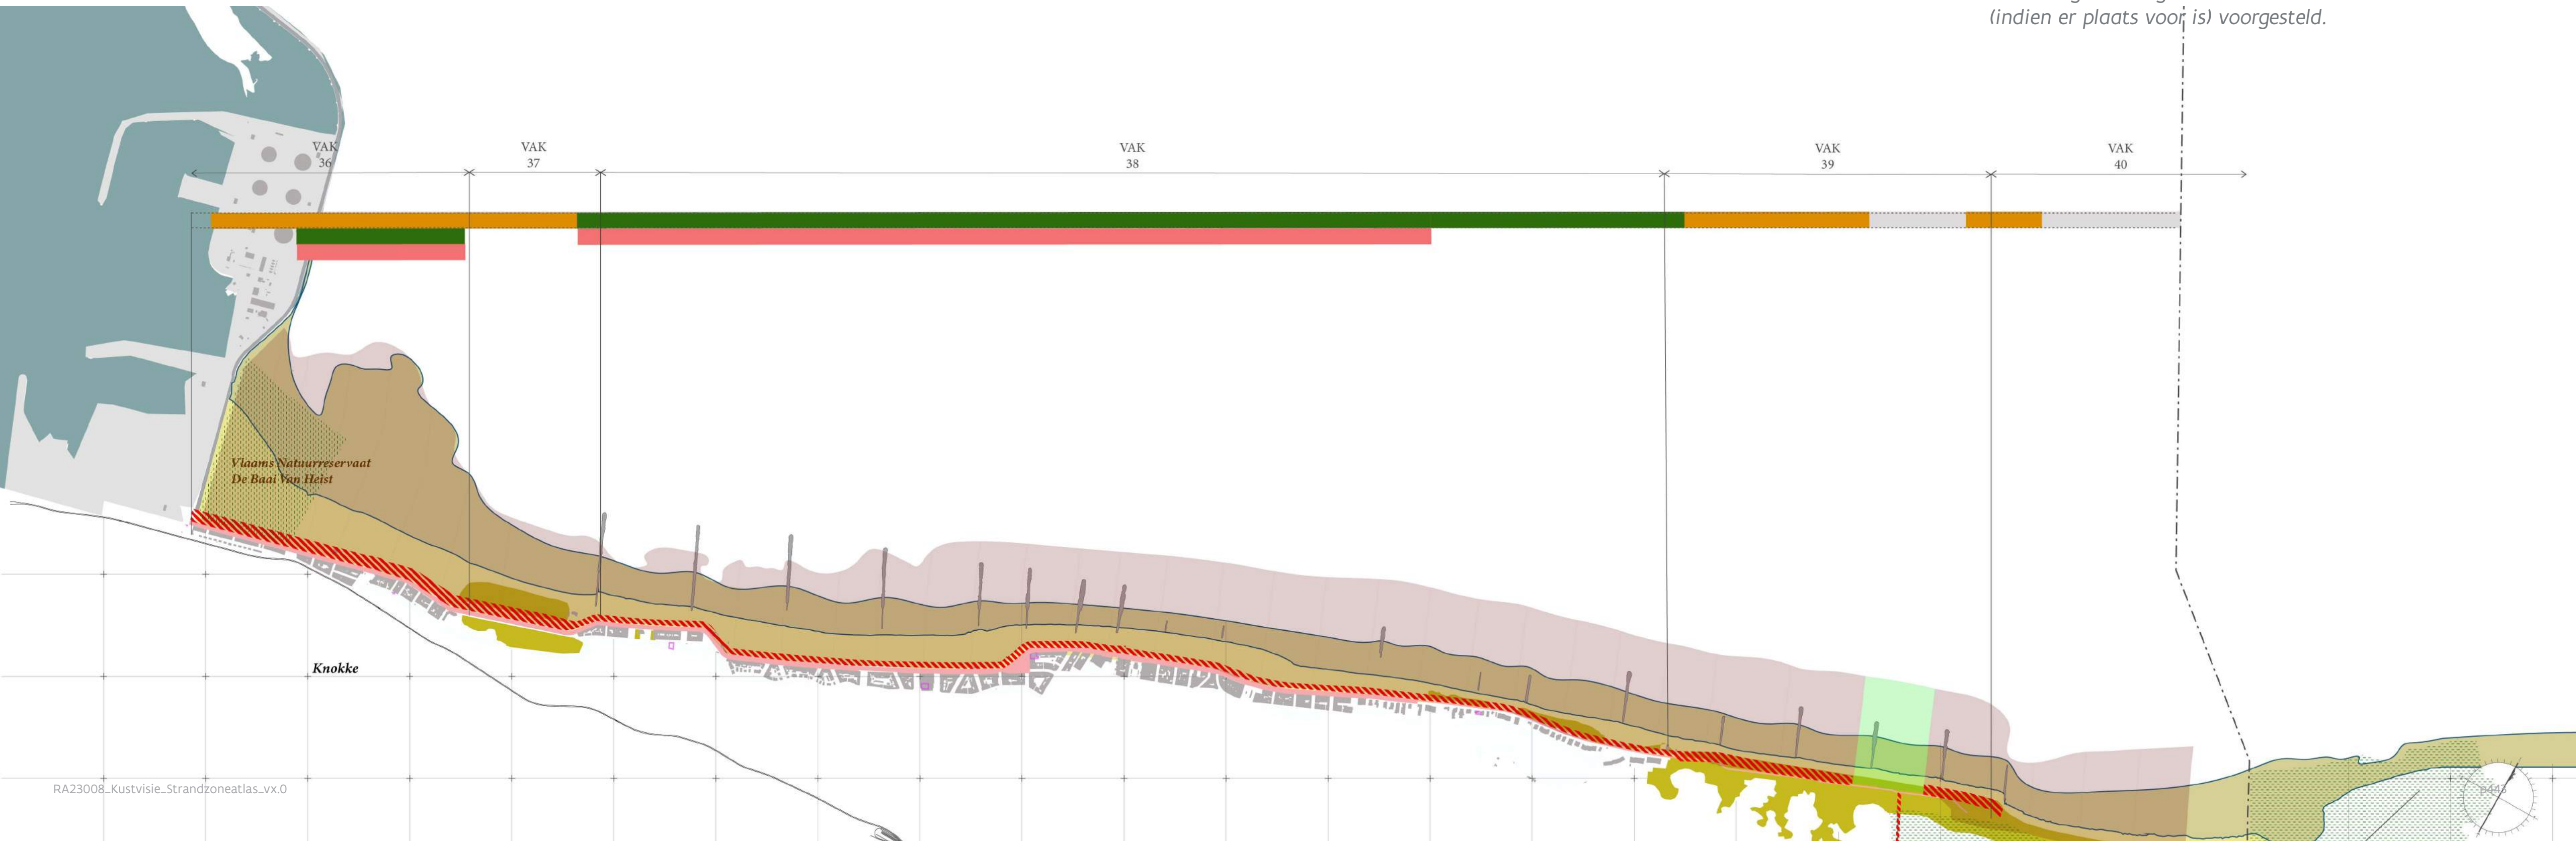 (indien er plaats voor is) voorgesteld.
VAK
36
VAK
37
VAK
38
VAK
39
VAK
40
Vlaams Natuurreservaat
De Baai Van Heist
Knokke
RA23008_Kustvisie_Strandzoneatlas_vx.0
p443